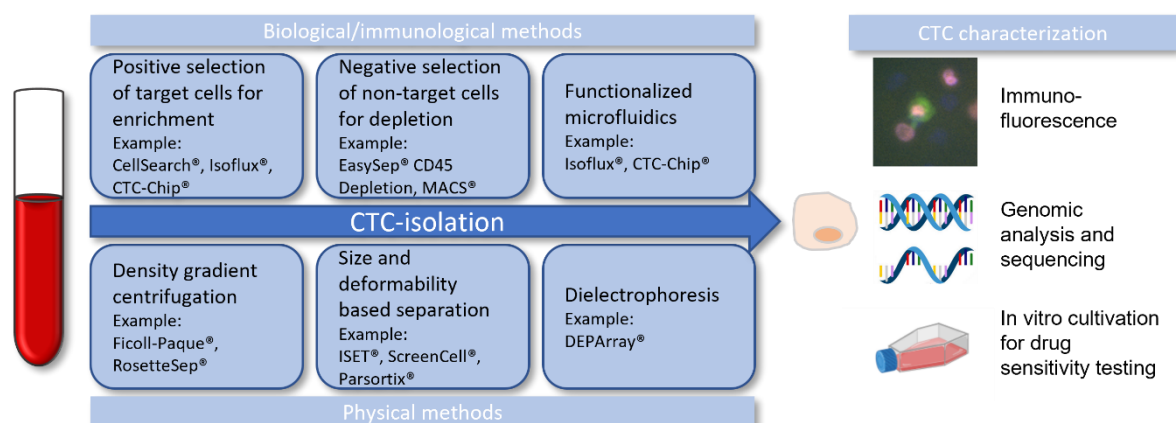 Biological/immunological methods
CTC characterization
Positive selection
of target cells for
enrichment
Example:
CellSearch®, Isoflux®,
CTC-Chip®
Negative selection
of non-target cells
for depletion
Example:
EasySep® CD45
Depletion, MACS®
Functionalized
microfluidics
Example:
Isoflux®, CTC-Chip®
CTC-isolation
Density gradient
centrifugation
Example:
Ficoll-Paque®,
RosetteSep®
Size and
deformability
based separation
Example:
ISET®, ScreenCell®,
Parsortix®
Dielectrophoresis
Example:
DEPArray®
Physical methods
Immuno-
fluorescence
Genomic
analysis and
sequencing
In vitro cultivation
for drug
sensitivity testing